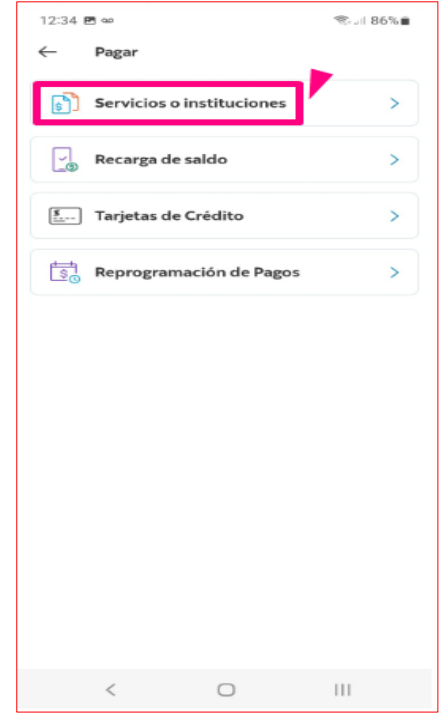 12:34 86%
Pagar
Servicios o instituciones
Recarga de saldo
Tarjetas de Crédito
Reprogramación de Pagos